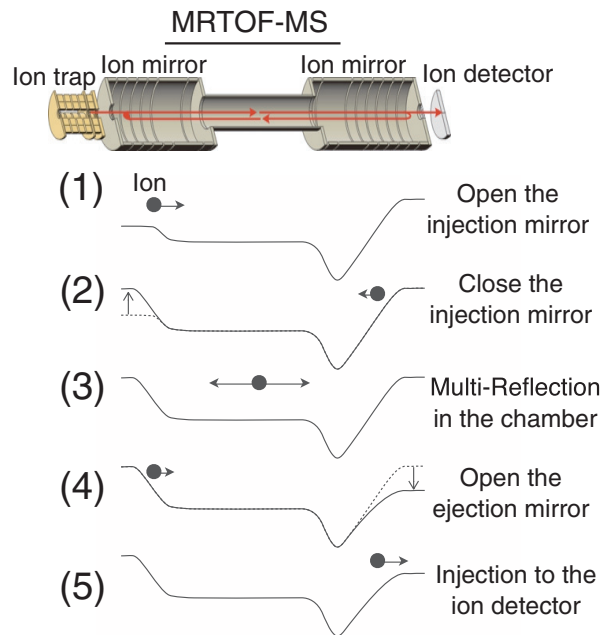 MRTOF-MS
Ion trap
Ion mirror
Ion mirror
Ion detector
(1)
Ion
Open the
injection mirror
(2)
Close the
injection mirror
(3)
Multi-Reflection
in the chamber
(4)
Open the
ejection mirror
(5)
Injection to the
ion detector